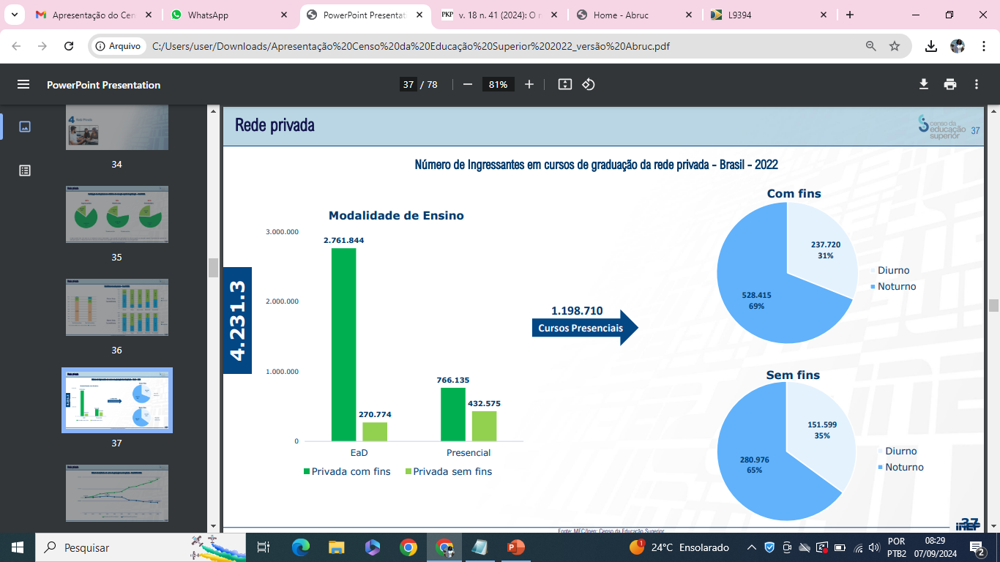 Apresentação do Cen
WhatsApp
PowerPoint Presentat
PKP
v. 18 n. 41 (2024): O r
Home - Abruc
L9394
Arquivo
C:/Users/user/Downloads/Apresentação%20Censo%20da%20Educação%20Superior%202022_versão%20Abruc.pdf
PowerPoint Presentation
37 / 78
81%
34
35
36
37
Rede privada
censo da
educação
superior
37
Número de Ingressantes em cursos de graduação da rede privada - Brasil - 2022
4.231.3
Modalidade de Ensino
3.000.000
2.000.000
1.000.000
0
2.761.844
270.774
766.135
432.575
EaD
Presencial
Privada com fins
Privada sem fins
1.198.710
Cursos Presenciais
Com fins
237.720
31%
528.415
69%
Diurno
Noturno
Sem fins
151.599
35%
280.976
65%
Diurno
Noturno
Fonte: MEC/Inep; Censo da Educação Superior
37
inep
Pesquisar
1
24°C Ensolarado
POR
PTB2
08:29
07/09/2024
2